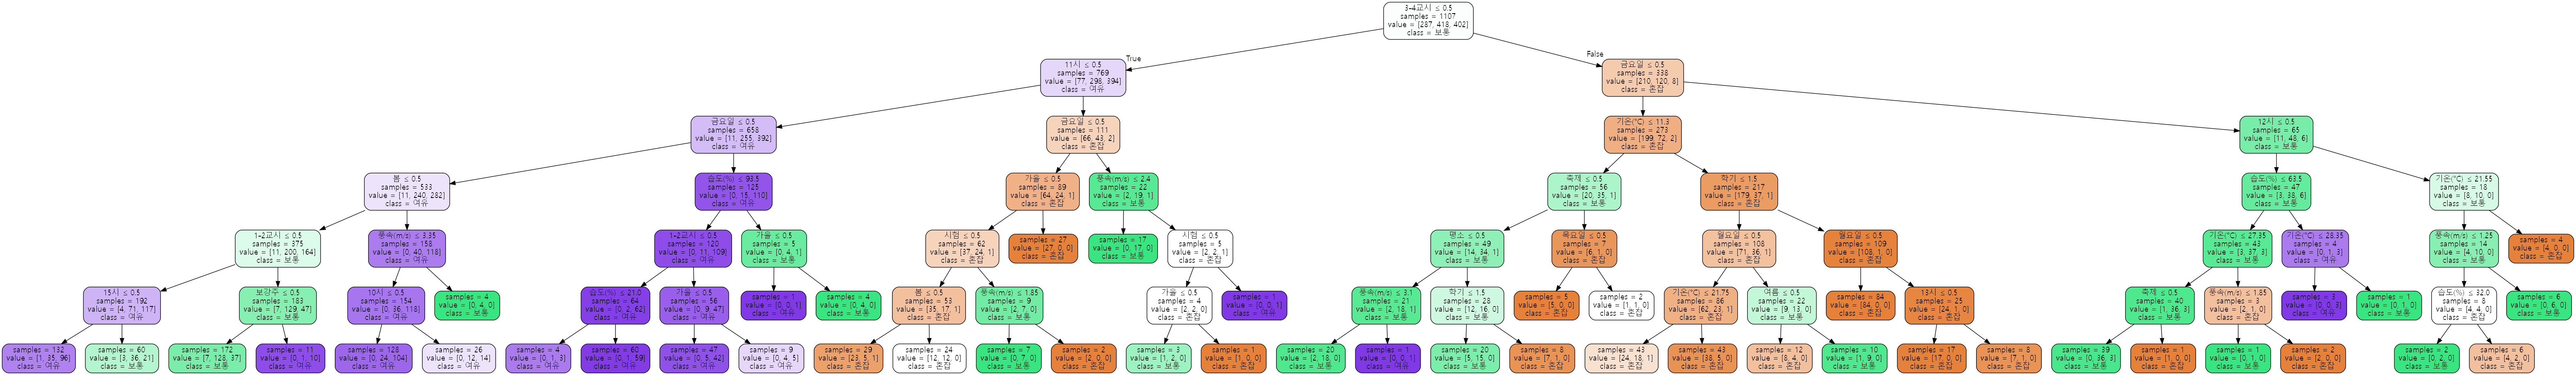 3-4교시 ≤ 0.5
samples = 1107
value = [287, 418, 402]
class = 보통
True
False
11시 ≤ 0.5
samples = 769
value = [77, 298, 394]
class = 여유
금요일 ≤ 0.5
samples = 338
value = [210, 120, 8]
class = 혼잡
금요일 ≤ 0.5
samples = 658
value = [11, 255, 392]
class = 여유
금요일 ≤ 0.5
samples = 111
value = [66, 43, 2]
class = 혼잡
기온(°C) ≤ 11.3
samples = 273
value = [199, 72, 2]
class = 혼잡
12시 ≤ 0.5
samples = 65
value = [11, 48, 6]
class = 보통
봄 ≤ 0.5
samples = 533
value = [11, 240, 282]
class = 여유
습도(%) ≤ 93.5
samples = 125
value = [0, 15, 110]
class = 여유
가을 ≤ 0.5
samples = 89
value = [64, 24, 1]
class = 혼잡
풍속(m/s) ≤ 2.4
samples = 22
value = [2, 19, 1]
class = 보통
축제 ≤ 0.5
samples = 56
value = [20, 35, 1]
class = 보통
학기 ≤ 1.5
samples = 217
value = [179, 37, 1]
class = 혼잡
습도(%) ≤ 63.5
samples = 47
value = [3, 38, 6]
class = 보통
기온(°C) ≤ 21.55
samples = 18
value = [8, 10, 0]
class = 보통
1-2교시 ≤ 0.5
samples = 375
value = [11, 200, 164]
class = 보통
풍속(m/s) ≤ 3.35
samples = 158
value = [0, 40, 118]
class = 여유
1-2교시 ≤ 0.5
samples = 120
value = [0, 11, 109]
class = 여유
가을 ≤ 0.5
samples = 5
value = [0, 4, 1]
class = 보통
시험 ≤ 0.5
samples = 62
value = [37, 24, 1]
class = 혼잡
samples = 27
value = [27, 0, 0]
class = 혼잡
samples = 17
value = [0, 17, 0]
class = 보통
시험 ≤ 0.5
samples = 5
value = [2, 2, 1]
class = 혼잡
평소 ≤ 0.5
samples = 49
value = [14, 34, 1]
class = 보통
목요일 ≤ 0.5
samples = 7
value = [6, 1, 0]
class = 혼잡
월요일 ≤ 0.5
samples = 108
value = [71, 36, 1]
class = 혼잡
월요일 ≤ 0.5
samples = 109
value = [108, 1, 0]
class = 혼잡
기온(°C) ≤ 27.35
samples = 43
value = [3, 37, 3]
class = 보통
기온(°C) ≤ 28.35
samples = 4
value = [0, 1, 3]
class = 여유
풍속(m/s) ≤ 1.25
samples = 14
value = [4, 10, 0]
class = 보통
samples = 4
value = [4, 0, 0]
class = 혼잡
15시 ≤ 0.5
samples = 192
value = [4, 71, 117]
class = 여유
보강주 ≤ 0.5
samples = 183
value = [7, 129, 47]
class = 보통
10시 ≤ 0.5
samples = 154
value = [0, 36, 118]
class = 여유
samples = 4
value = [0, 4, 0]
class = 보통
습도(%) ≤ 21.0
samples = 64
value = [0, 2, 62]
class = 여유
가을 ≤ 0.5
samples = 56
value = [0, 9, 47]
class = 여유
samples = 1
value = [0, 0, 1]
class = 여유
samples = 4
value = [0, 4, 0]
class = 보통
봄 ≤ 0.5
samples = 53
value = [35, 17, 1]
class = 혼잡
풍속(m/s) ≤ 1.85
samples = 9
value = [2, 7, 0]
class = 보통
가을 ≤ 0.5
samples = 4
value = [2, 2, 0]
class = 혼잡
samples = 1
value = [0, 0, 1]
class = 여유
풍속(m/s) ≤ 3.1
samples = 21
value = [2, 18, 1]
class = 보통
학기 ≤ 1.5
samples = 28
value = [12, 16, 0]
class = 보통
samples = 5
value = [5, 0, 0]
class = 혼잡
samples = 2
value = [1, 1, 0]
class = 혼잡
기온(°C) ≤ 21.75
samples = 86
value = [62, 23, 1]
class = 혼잡
여름 ≤ 0.5
samples = 22
value = [9, 13, 0]
class = 보통
samples = 84
value = [84, 0, 0]
class = 혼잡
13시 ≤ 0.5
samples = 25
value = [24, 1, 0]
class = 혼잡
축제 ≤ 0.5
samples = 40
value = [1, 36, 3]
class = 보통
풍속(m/s) ≤ 1.85
samples = 3
value = [2, 1, 0]
class = 혼잡
samples = 3
value = [0, 0, 3]
class = 여유
samples = 1
value = [0, 1, 0]
class = 보통
습도(%) ≤ 32.0
samples = 8
value = [4, 4, 0]
class = 혼잡
samples = 6
value = [0, 6, 0]
class = 보통
samples = 132
value = [1, 35, 96]
class = 여유
samples = 60
value = [3, 36, 21]
class = 보통
samples = 172
value = [7, 128, 37]
class = 보통
samples = 11
value = [0, 1, 10]
class = 여유
samples = 128
value = [0, 24, 104]
class = 여유
samples = 26
value = [0, 12, 14]
class = 여유
samples = 4
value = [0, 1, 3]
class = 여유
samples = 60
value = [0, 1, 59]
class = 여유
samples = 47
value = [0, 5, 42]
class = 여유
samples = 9
value = [0, 4, 5]
class = 여유
samples = 29
value = [23, 5, 1]
class = 혼잡
samples = 24
value = [12, 12, 0]
class = 혼잡
samples = 7
value = [0, 7, 0]
class = 보통
samples = 2
value = [2, 0, 0]
class = 혼잡
samples = 3
value = [1, 2, 0]
class = 보통
samples = 1
value = [1, 0, 0]
class = 혼잡
samples = 20
value = [2, 18, 0]
class = 보통
samples = 1
value = [0, 0, 1]
class = 여유
samples = 20
value = [5, 15, 0]
class = 보통
samples = 8
value = [7, 1, 0]
class = 혼잡
samples = 43
value = [24, 18, 1]
class = 혼잡
samples = 43
value = [38, 5, 0]
class = 혼잡
samples = 12
value = [8, 4, 0]
class = 혼잡
samples = 10
value = [1, 9, 0]
class = 보통
samples = 17
value = [17, 0, 0]
class = 혼잡
samples = 8
value = [7, 1, 0]
class = 혼잡
samples = 39
value = [0, 36, 3]
class = 보통
samples = 1
value = [1, 0, 0]
class = 혼잡
samples = 1
value = [0, 1, 0]
class = 보통
samples = 2
value = [2, 0, 0]
class = 혼잡
samples = 2
value = [0, 2, 0]
class = 보통
samples = 6
value = [4, 2, 0]
class = 혼잡